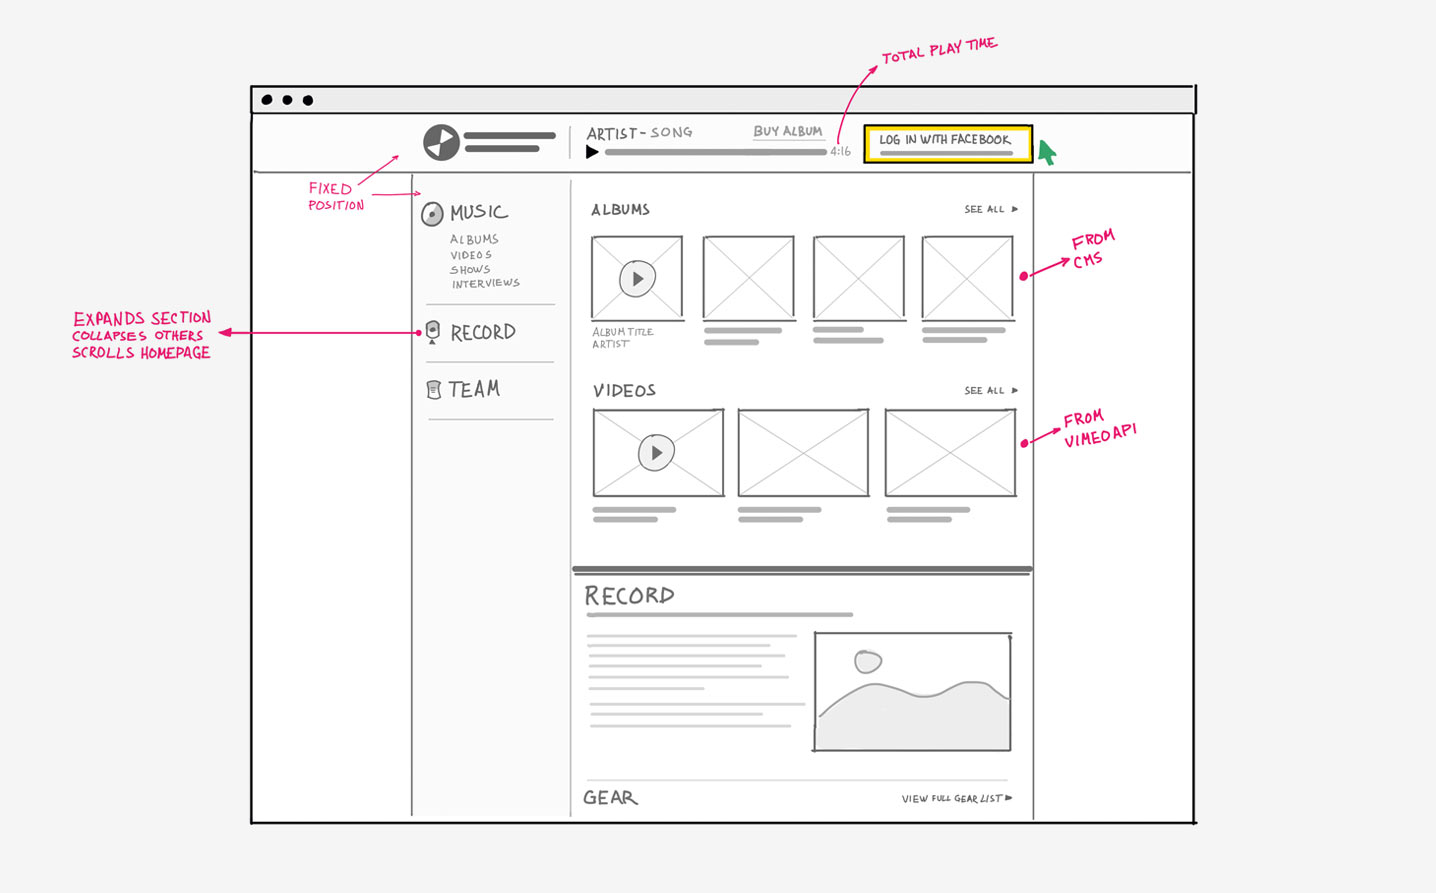 TOTAL PLAY TIME
ARTIST - SONG
BUY ALBUM
4:16
LOG IN WITH FACEBOOK
FIXED
POSITION
MUSIC
ALBUMS
VIDEOS
SHOWS
INTERVIEWS
RECORD
TEAM
EXPANDS SECTION
COLLAPSES OTHERS
SCROLLS HOMEPAGE
ALBUMS
SEE ALL
ALBUM TITLE
ARTIST
FROM
CMS
VIDEOS
SEE ALL
FROM
VIMEO API
RECORD
GEAR
VIEW FULL GEAR LIST